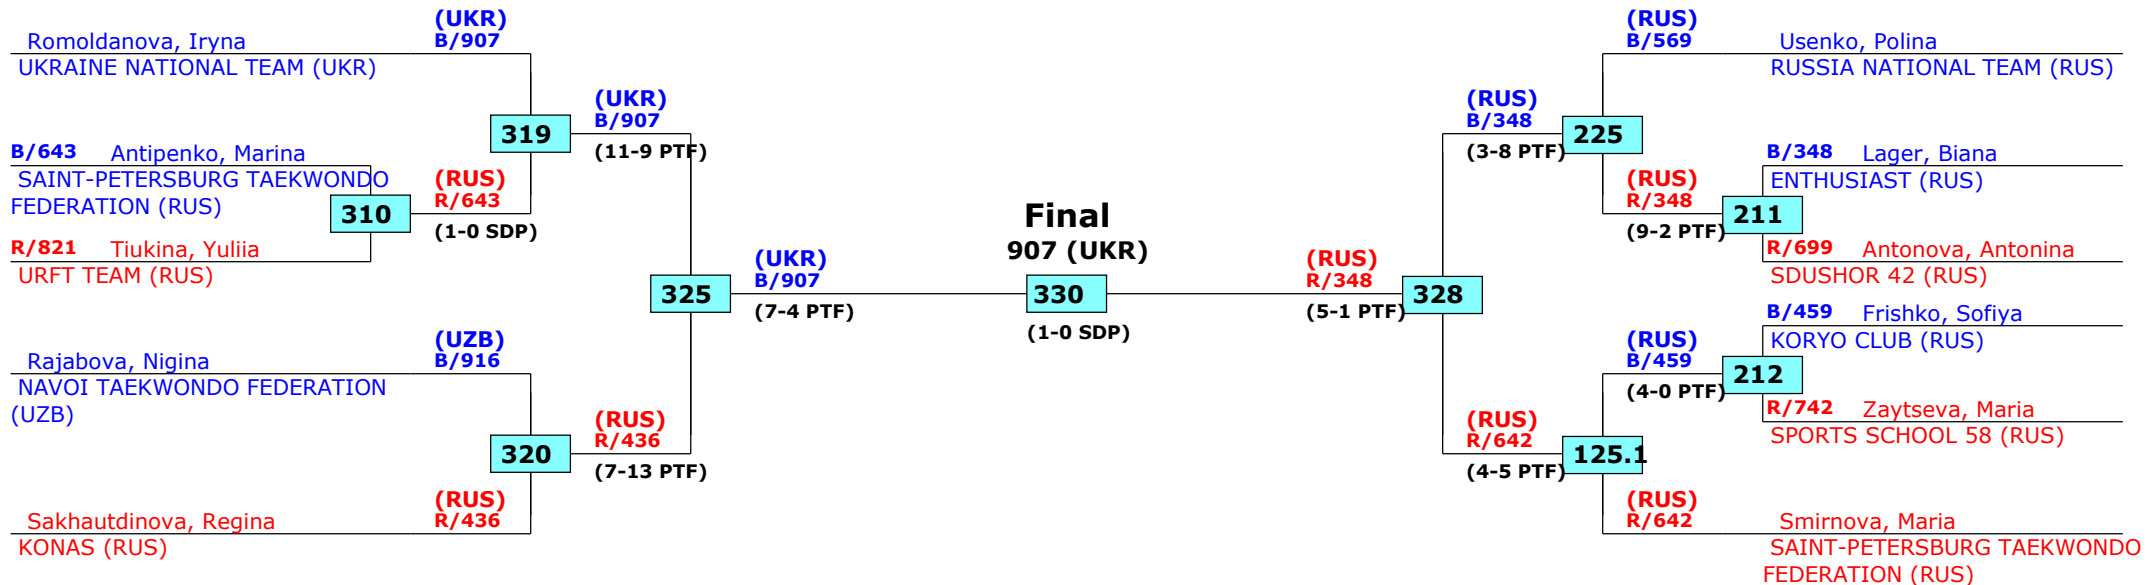 (UKR)
Romoldanova, Iryna B/907
UKRAINE NATIONAL TEAM (UKR)
(UKR)
B/907
319
(11-9 PTF)
B/643 Antipenko, Marina
SAINT-PETERSBURG TAEKWONDO
FEDERATION (RUS)
(RUS)
R/643
310
(1-0 SDP)
R/821 Tiukina, Yuliia
URFT TEAM (RUS)
(UKR)
B/907
325
(7-4 PTF)
(UZB)
Rajabova, Nigina B/916
NAVOI TAEKWONDO FEDERATION
(UZB)
(RUS)
R/436
320
(7-13 PTF)
(RUS)
Sakhautdinova, Regina R/436
KONAS (RUS)
Final
907 (UKR)
330
(1-0 SDP)
(RUS)
R/348
328
(5-1 PTF)
(RUS)
B/569 Usenko, Polina
RUSSIA NATIONAL TEAM (RUS)
(RUS)
B/348
225
(3-8 PTF)
B/348 Lager, Biana
ENTHUSIAST (RUS)
(RUS)
R/348
211
(9-2 PTF)
R/699 Antonova, Antonina
SDUSHOR 42 (RUS)
B/459 Frishko, Sofiya
KORYO CLUB (RUS)
(RUS)
B/459
212
(4-0 PTF)
R/742 Zaytseva, Maria
SPORTS SCHOOL 58 (RUS)
(RUS)
R/642
125.1
(4-5 PTF)
(RUS)
R/642 Smirnova, Maria
SAINT-PETERSBURG TAEKWONDO
FEDERATION (RUS)